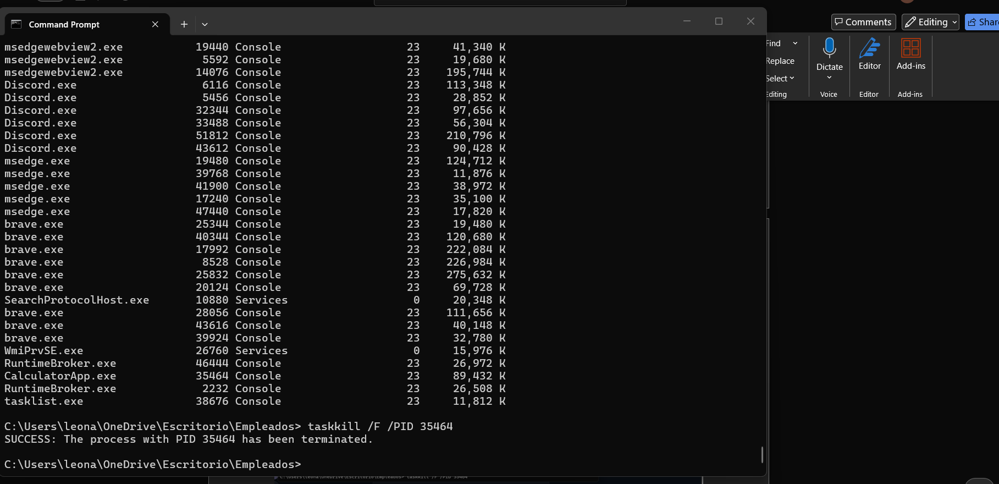 Command Prompt
Comments
Editing
Share
Find
Replace
Select
Editing
Dictate
Voice
Editor
Editor
Add-ins
Add-ins
msedgewebview2.exe 19440 Console 23 41,340 K
msedgewebview2.exe 5592 Console 23 19,680 K
msedgewebview2.exe 14076 Console 23 195,744 K
Discord.exe 6116 Console 23 113,348 K
Discord.exe 5456 Console 23 28,852 K
Discord.exe 32344 Console 23 97,656 K
Discord.exe 33488 Console 23 56,304 K
Discord.exe 51812 Console 23 210,796 K
Discord.exe 43612 Console 23 90,428 K
msedge.exe 19480 Console 23 124,712 K
msedge.exe 39768 Console 23 11,876 K
msedge.exe 41900 Console 23 38,972 K
msedge.exe 17240 Console 23 35,100 K
msedge.exe 47440 Console 23 17,820 K
brave.exe 25344 Console 23 19,480 K
brave.exe 40344 Console 23 120,680 K
brave.exe 17992 Console 23 222,084 K
brave.exe 8528 Console 23 226,984 K
brave.exe 25832 Console 23 275,632 K
brave.exe 20124 Console 23 69,728 K
SearchProtocolHost.exe 10880 Services 0 20,348 K
brave.exe 28056 Console 23 111,656 K
brave.exe 43616 Console 23 40,148 K
brave.exe 39924 Console 23 32,780 K
WmiPrvSE.exe 26760 Services 0 15,976 K
RuntimeBroker.exe 46444 Console 23 26,972 K
CalculatorApp.exe 35464 Console 23 89,432 K
RuntimeBroker.exe 2232 Console 23 26,508 K
tasklist.exe 38676 Console 23 11,812 K
C:\Users\leona\OneDrive\Escritorio\Empleados> taskkill /F /PID 35464
SUCCESS: The process with PID 35464 has been terminated.
C:\Users\leona\OneDrive\Escritorio\Empleados>
C:\Users\leona\OneDrive\Escritorio\Empleados> taskkill /F /PID 35464